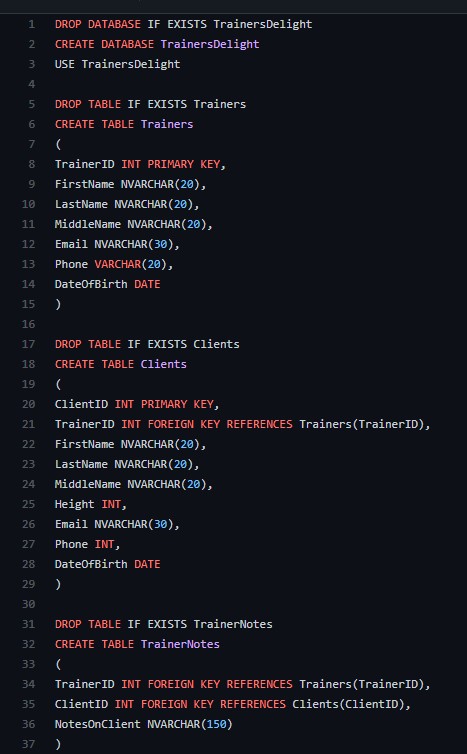 1 DROP DATABASE IF EXISTS TrainersDelight
2 CREATE DATABASE TrainersDelight
3 USE TrainersDelight
4
5 DROP TABLE IF EXISTS Trainers
6 CREATE TABLE Trainers
7 (
8 TrainerID INT PRIMARY KEY,
9 FirstName NVARCHAR(20),
10 LastName NVARCHAR(20),
11 MiddleName NVARCHAR(20),
12 Email NVARCHAR(30),
13 Phone VARCHAR(20),
14 DateOfBirth DATE
15 )
16
17 DROP TABLE IF EXISTS Clients
18 CREATE TABLE Clients
19 (
20 ClientID INT PRIMARY KEY,
21 TrainerID INT FOREIGN KEY REFERENCES Trainers(TrainerID),
22 FirstName NVARCHAR(20),
23 LastName NVARCHAR(20),
24 MiddleName NVARCHAR(20),
25 Height INT,
26 Email NVARCHAR(30),
27 Phone INT,
28 DateOfBirth DATE
29 )
30
31 DROP TABLE IF EXISTS TrainerNotes
32 CREATE TABLE TrainerNotes
33 (
34 TrainerID INT FOREIGN KEY REFERENCES Trainers(TrainerID),
35 ClientID INT FOREIGN KEY REFERENCES Clients(ClientID),
36 NotesOnClient NVARCHAR(150)
37 )